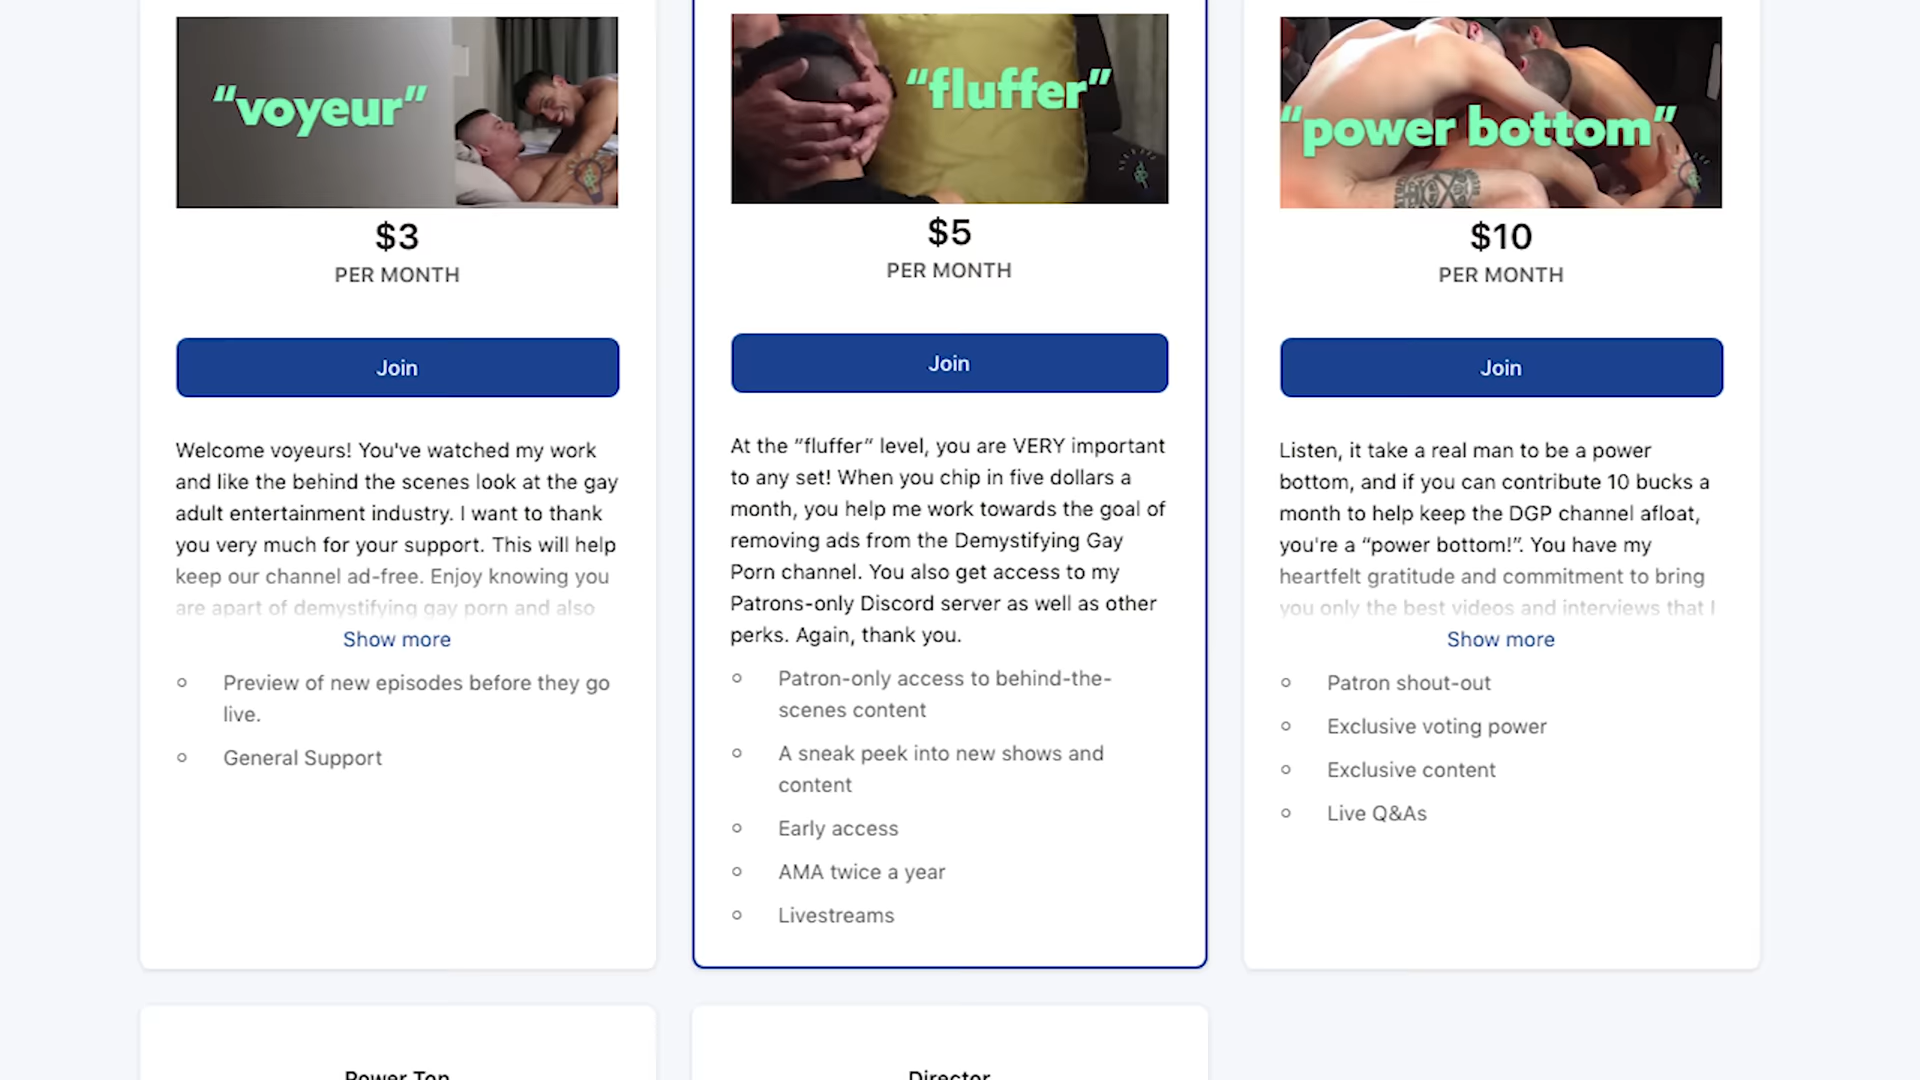 “voyeur”
$3
PER MONTH
Join
Welcome voyeurs! You've watched my work
and like the behind the scenes look at the gay
adult entertainment industry. I want to thank
you very much for your support. This will help
keep our channel ad-free. Enjoy knowing you
are apart of demystifying gay porn and also
Show more
Preview of new episodes before they go
live.
General Support
“fluffer”
$5
PER MONTH
Join
At the “fluffer” level, you are VERY important
to any set! When you chip in five dollars a
month, you help me work towards the goal of
removing ads from the Demystifying Gay
Porn channel. You also get access to my
Patrons-only Discord server as well as other
perks. Again, thank you.
Patron-only access to behind-the-
scenes content
A sneak peek into new shows and
content
Early access
AMA twice a year
Livestreams
“power bottom”
$10
PER MONTH
Join
Listen, it take a real man to be a power
bottom, and if you can contribute 10 bucks a
month to help keep the DGP channel afloat,
you're a “power bottom!”. You have my
heartfelt gratitude and commitment to bring
you only the best videos and interviews that I
Show more
Patron shout-out
Exclusive voting power
Exclusive content
Live Q&As
Power Top
Director